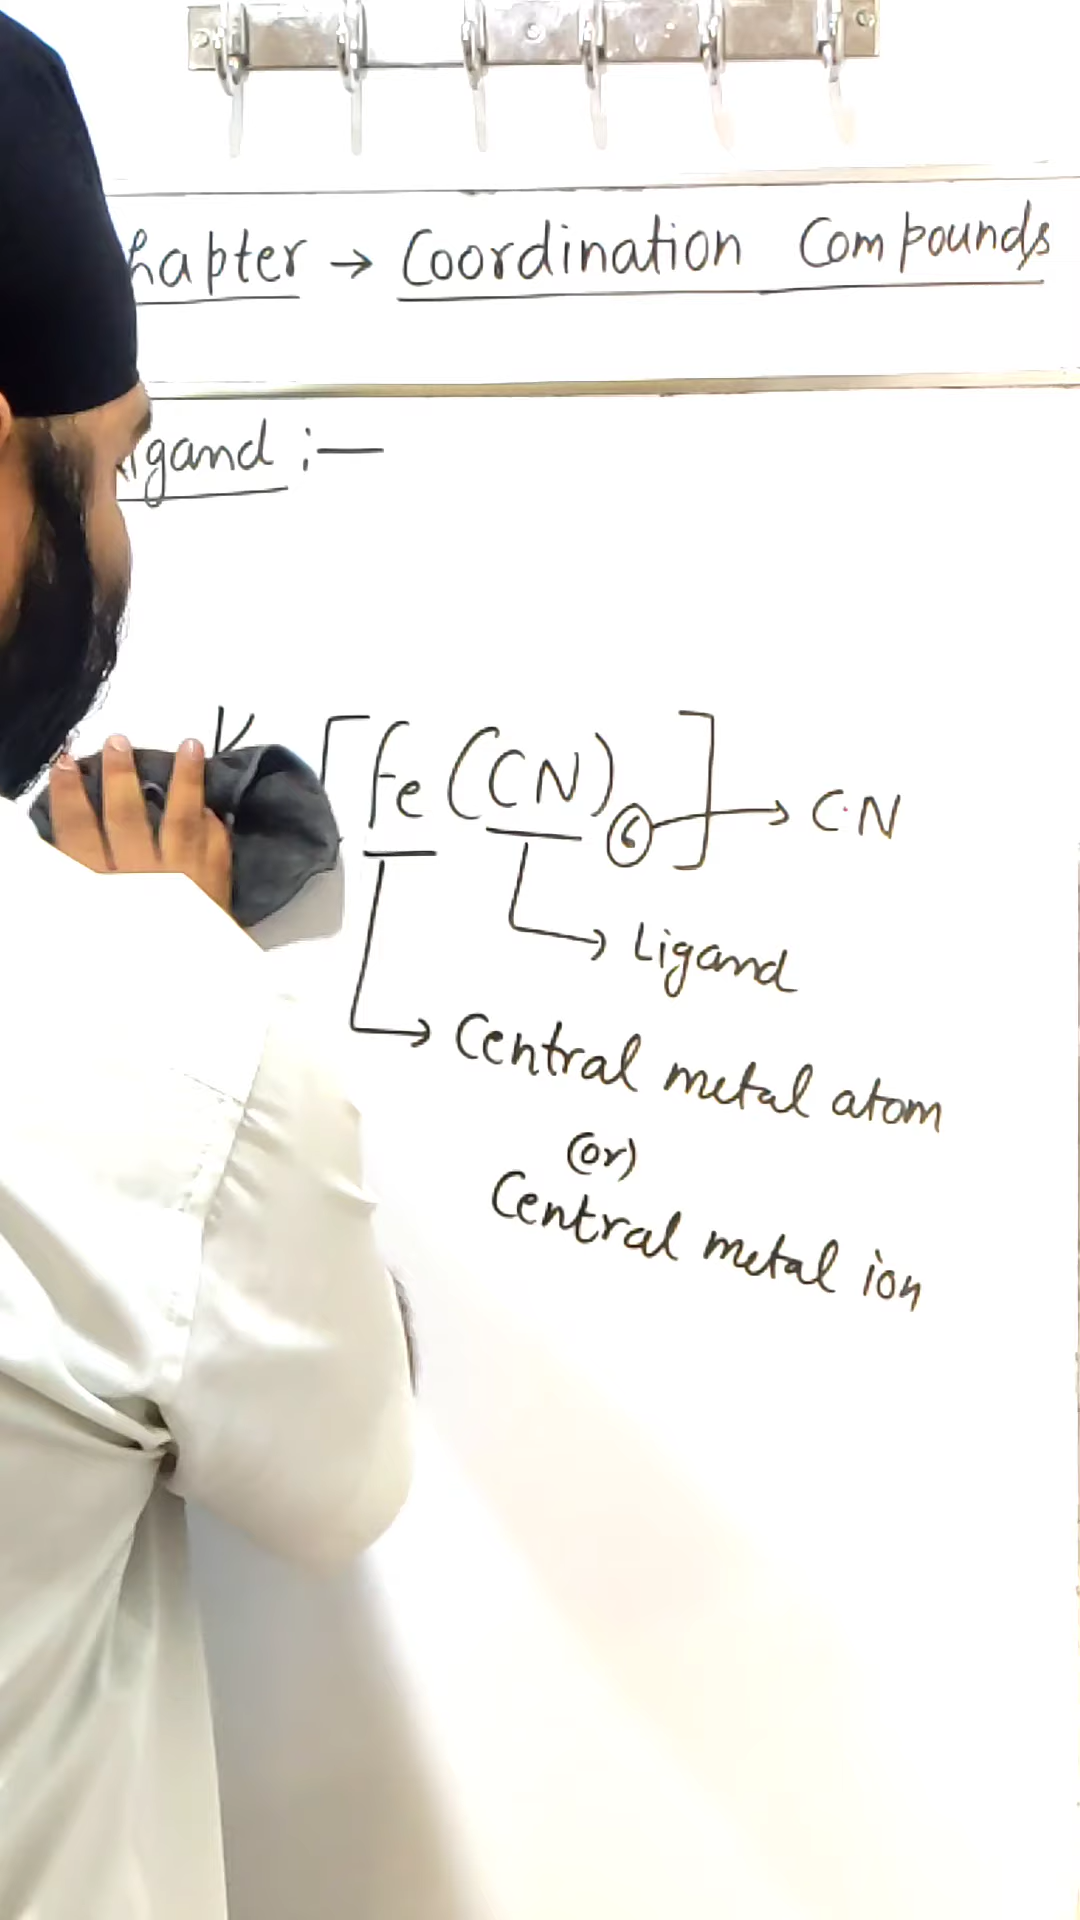 hapter → Coordination Compounds
igand :—
K [Fe(CN)6] → C·N
→ Ligand
→ Central metal atom
(or)
Central metal ion